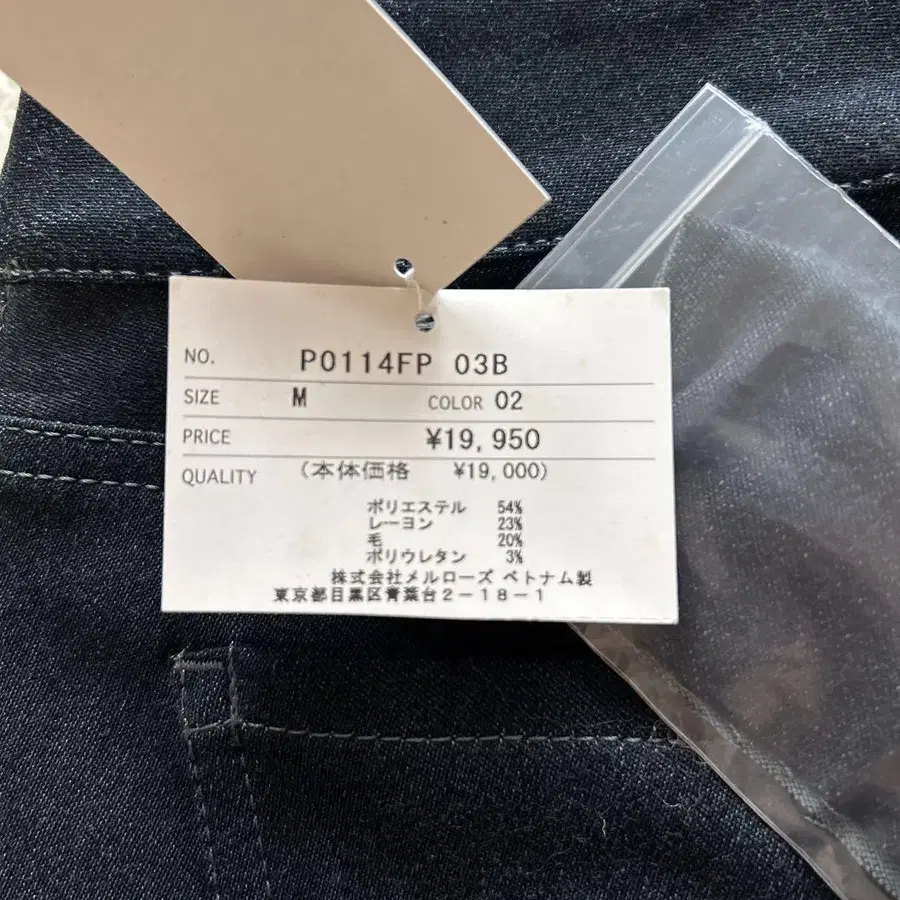 NO. P0114FP 03B
SIZE M COLOR 02
PRICE ¥19,950
QUALITY (本体価格 ¥19,000)
ポリエステル 54%
レーヨン 23%
毛 20%
ポリウレタン 3%
株式会社メルローズ ベトナム製
東京都目黒区青葉台2-18-1